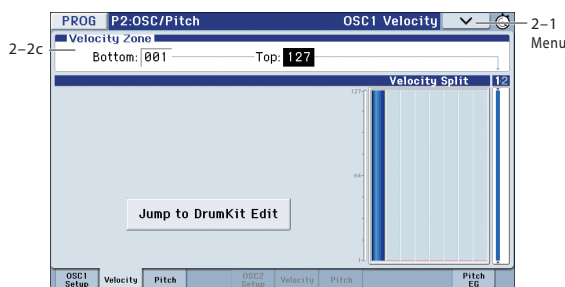 PROG P2:OSC/Pitch OSC1 Velocity
2–1
Menu
2–2c
Velocity Zone
Bottom: 001 Top: 127
Velocity Split 12
127
64
1
Jump to DrumKit Edit
OSC1 Setup Velocity Pitch OSC2 Setup Velocity Pitch Pitch EG